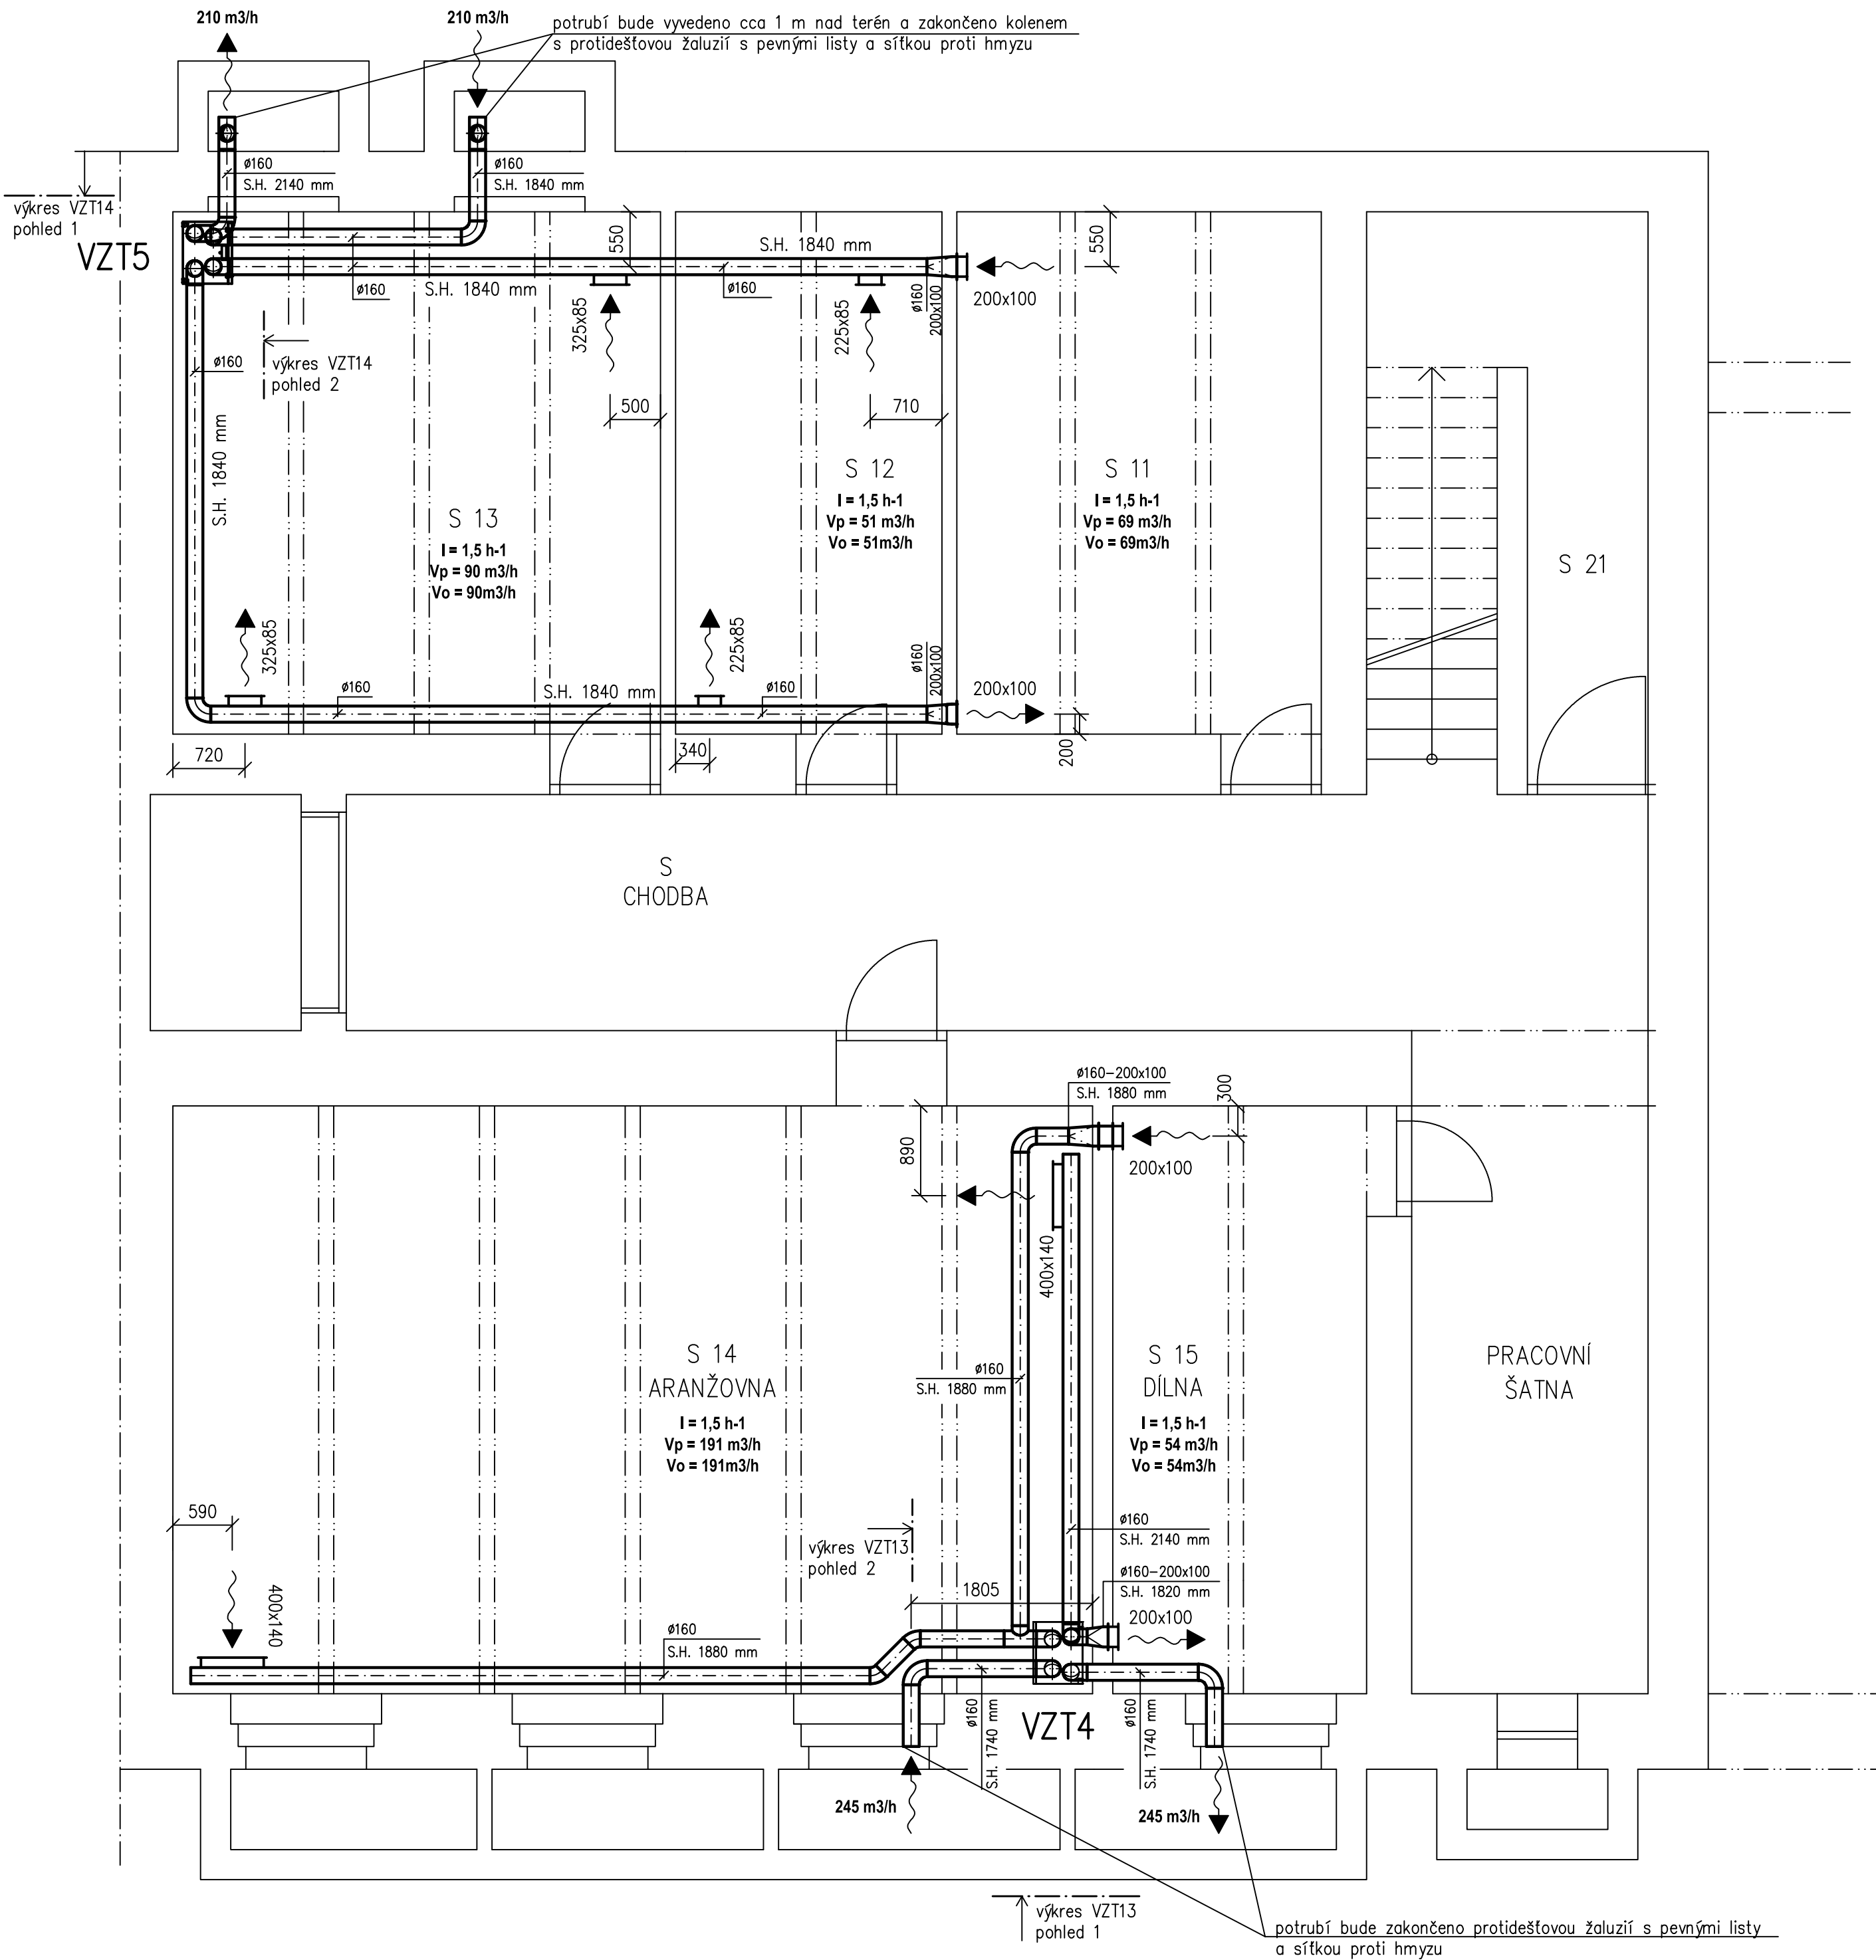 210 m3/h
210 m3/h
potrubí bude vyvedeno cca 1 m nad terén a zakončeno kolenem
s protidešťovou žaluzií s pevnými listy a síťkou proti hmyzu
ø160
S.H. 2140 mm
ø160
S.H. 1840 mm
výkres VZT14
pohled 1
VZT5
550
S.H. 1840 mm
550
ø160
S.H. 1840 mm
ø160
325x85
225x85
ø160
200x100
200x100
ø160
výkres VZT14
pohled 2
500
710
S.H. 1840 mm
S 12
I = 1,5 h-1
Vp = 51 m3/h
Vo = 51m3/h
S 11
I = 1,5 h-1
Vp = 69 m3/h
Vo = 69m3/h
S 13
I = 1,5 h-1
Vp = 90 m3/h
Vo = 90m3/h
S 21
325x85
225x85
ø160
200x100
ø160
S.H. 1840 mm
ø160
200x100
720
340
200
S
CHODBA
ø160-200x100
S.H. 1880 mm
300
890
200x100
400x140
S 14
ARANŽOVNA
I = 1,5 h-1
Vp = 191 m3/h
Vo = 191m3/h
ø160
S.H. 1880 mm
S 15
DÍLNA
I = 1,5 h-1
Vp = 54 m3/h
Vo = 54m3/h
PRACOVNÍ
ŠATNA
590
výkres VZT13
pohled 2
ø160
S.H. 2140 mm
ø160-200x100
S.H. 1820 mm
1805
400x140
200x100
ø160
S.H. 1880 mm
ø160
S.H. 1740 mm
VZT4
ø160
S.H. 1740 mm
245 m3/h
245 m3/h
výkres VZT13
pohled 1
potrubí bude zakončeno protidešťovou žaluzií s pevnými listy
a síťkou proti hmyzu